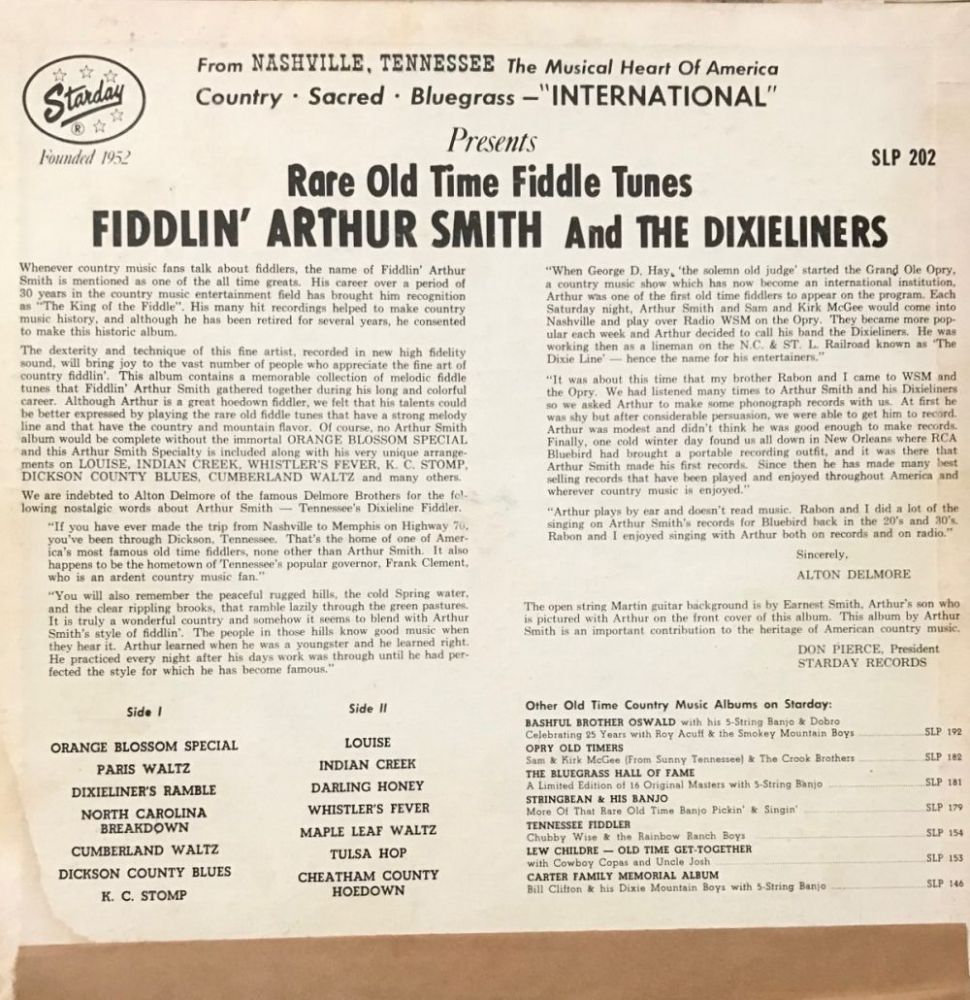 Starday
®
Founded 1952
From NASHVILLE, TENNESSEE The Musical Heart Of America
Country · Sacred · Bluegrass —"INTERNATIONAL"
Presents
SLP 202
Rare Old Time Fiddle Tunes
FIDDLIN' ARTHUR SMITH And THE DIXIELINERS
Whenever country music fans talk about fiddlers, the name of Fiddlin' Arthur
Smith is mentioned as one of the all time greats. His career over a period of
30 years in the country music entertainment field has brought him recognition
as "The King of the Fiddle". His many hit recordings helped to make country
music history, and although he has been retired for several years, he consented
to make this historic album.
The dexterity and technique of this fine artist, recorded in new high fidelity
sound, will bring joy to the vast number of people who appreciate the fine art of
country fiddlin'. This album contains a memorable collection of melodic fiddle
tunes that Fiddlin' Arthur Smith gathered together during his long and colorful
career. Although Arthur is a great hoedown fiddler, we felt that his talents could
be better expressed by playing the rare old fiddle tunes that have a strong melody
line and that have the country and mountain flavor. Of course, no Arthur Smith
album would be complete without the immortal ORANGE BLOSSOM SPECIAL
and this Arthur Smith Specialty is included along with his very unique arrange-
ments on LOUISE, INDIAN CREEK, WHISTLER'S FEVER, K. C. STOMP,
DICKSON COUNTY BLUES, CUMBERLAND WALTZ and many others.
We are indebted to Alton Delmore of the famous Delmore Brothers for the fol-
lowing nostalgic words about Arthur Smith — Tennessee's Dixieline Fiddler.
"If you have ever made the trip from Nashville to Memphis on Highway 70,
you've been through Dickson, Tennessee. That's the home of one of Amer-
ica's most famous old time fiddlers, none other than Arthur Smith. It also
happens to be the hometown of Tennessee's popular governor, Frank Clement,
who is an ardent country music fan."
"You will also remember the peaceful rugged hills, the cold Spring water,
and the clear rippling brooks, that ramble lazily through the green pastures.
It is truly a wonderful country and somehow it seems to blend with Arthur
Smith's style of fiddlin'. The people in those hills know good music when
they hear it. Arthur learned when he was a youngster and he learned right.
He practiced every night after his days work was through until he had per-
fected the style for which he has become famous."
"When George D. Hay, 'the solemn old judge' started the Grand Ole Opry,
a country music show which has now become an international institution,
Arthur was one of the first old time fiddlers to appear on the program. Each
Saturday night, Arthur Smith and Sam and Kirk McGee would come into
Nashville and play over Radio WSM on the Opry. They became more pop-
ular each week and Arthur decided to call his band the Dixieliners. He was
working then as a lineman on the N.C. & ST. L. Railroad known as 'The
Dixie Line' — hence the name for his entertainers."
"It was about this time that my brother Rabon and I came to WSM and
the Opry. We had listened many times to Arthur Smith and his Dixieliners
so we asked Arthur to make some phonograph records with us. At first he
was shy but after considerable persuasion, we were able to get him to record.
Arthur was modest and didn't think he was good enough to make records.
Finally, one cold winter day found us all down in New Orleans where RCA
Bluebird had brought a portable recording outfit, and it was there that
Arthur Smith made his first records. Since then he has made many best
selling records that have been played and enjoyed throughout America and
wherever country music is enjoyed."
"Arthur plays by ear and doesn't read music. Rabon and I did a lot of the
singing on Arthur Smith's records for Bluebird back in the 20's and 30's.
Rabon and I enjoyed singing with Arthur both on records and on radio."
Sincerely,
ALTON DELMORE
The open string Martin guitar background is by Earnest Smith, Arthur's son who
is pictured with Arthur on the front cover of this album. This album by Arthur
Smith is an important contribution to the heritage of American country music.
DON PIERCE, President
STARDAY RECORDS
Side I
ORANGE BLOSSOM SPECIAL
PARIS WALTZ
DIXIELINER'S RAMBLE
NORTH CAROLINA
BREAKDOWN
CUMBERLAND WALTZ
DICKSON COUNTY BLUES
K. C. STOMP
Side II
LOUISE
INDIAN CREEK
DARLING HONEY
WHISTLER'S FEVER
MAPLE LEAF WALTZ
TULSA HOP
CHEATHAM COUNTY
HOEDOWN
Other Old Time Country Music Albums on Starday:
BASHFUL BROTHER OSWALD with his 5-String Banjo & Dobro
Celebrating 25 Years with Roy Acuff & the Smokey Mountain Boys SLP 192
OPRY OLD TIMERS
Sam & Kirk McGee (From Sunny Tennessee) & The Crook Brothers SLP 182
THE BLUEGRASS HALL OF FAME
A Limited Edition of 16 Original Masters with 5-String Banjo SLP 181
STRINGBEAN & HIS BANJO
More Of That Rare Old Time Banjo Pickin' & Singin' SLP 179
TENNESSEE FIDDLER
Chubby Wise & the Rainbow Ranch Boys SLP 154
LEW CHILDRE — OLD TIME GET-TOGETHER
with Cowboy Copas and Uncle Josh SLP 153
CARTER FAMILY MEMORIAL ALBUM
Bill Clifton & his Dixie Mountain Boys with 5-String Banjo SLP 146